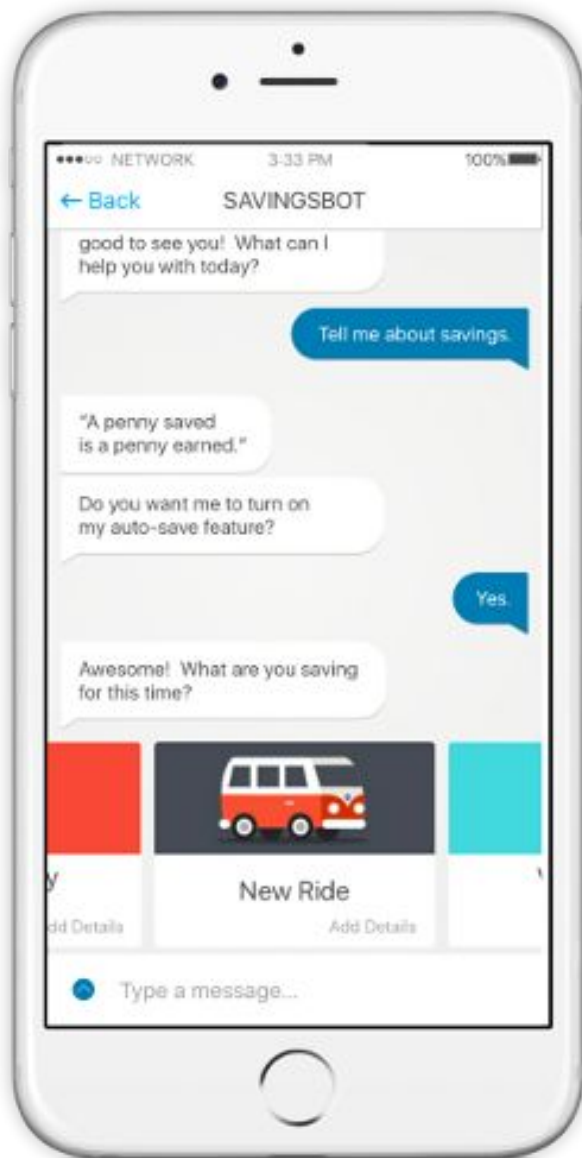 NETWORK 3-33 PM 100%
← Back SAVINGSBOT
good to see you! What can I
help you with today?
Tell me about savings.
"A penny saved
is a penny earned."
Do you want me to turn on
my auto-save feature?
Yes.
Awesome! What are you saving
for this time?
y
New Ride
dd Details
Add Details
Type a message...